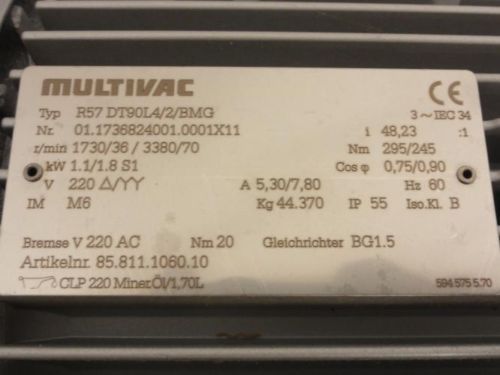 MULTIVAC
CE
Typ R57 DT90L4/2/BMG 3~IEC 34
Nr. 01.1736824001.0001X11 i 48,23 :1
r/min 1730/36 / 3380/70 Nm 295/245
kW 1.1/1.8 S1 Cos φ 0,75/0,90
V 220 △/YY A 5,30/7,80 Hz 60
IM M6 Kg 44.370 IP 55 Iso.Kl. B
Bremse V 220 AC Nm 20 Gleichrichter BG1.5
Artikelnr. 85.811.1060.10
CLP 220 Miner.Öl/1,70L 594 575 5.70